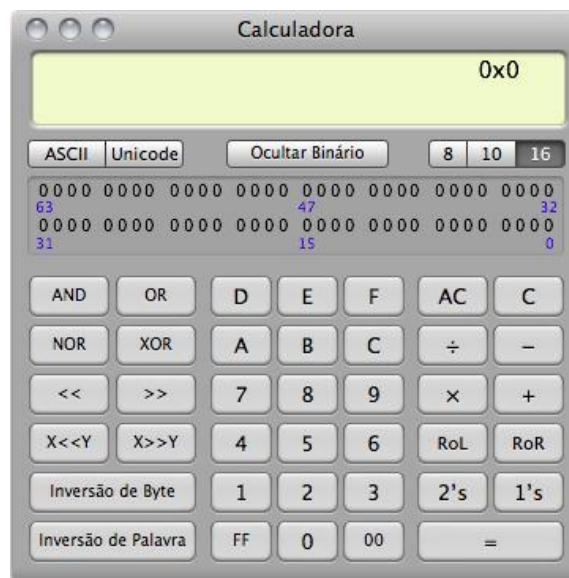 Calculadora
0x0
ASCII Unicode Ocultar Binário 8 10 16
0000 0000 0000 0000 0000 0000 0000 0000
63 47 32
0000 0000 0000 0000 0000 0000 0000 0000
31 15 0
AND OR D E F AC C
NOR XOR A B C ÷ −
<< >> 7 8 9 × +
X<<Y X>>Y 4 5 6 RoL RoR
Inversão de Byte 1 2 3 2's 1's
Inversão de Palavra FF 0 00 =